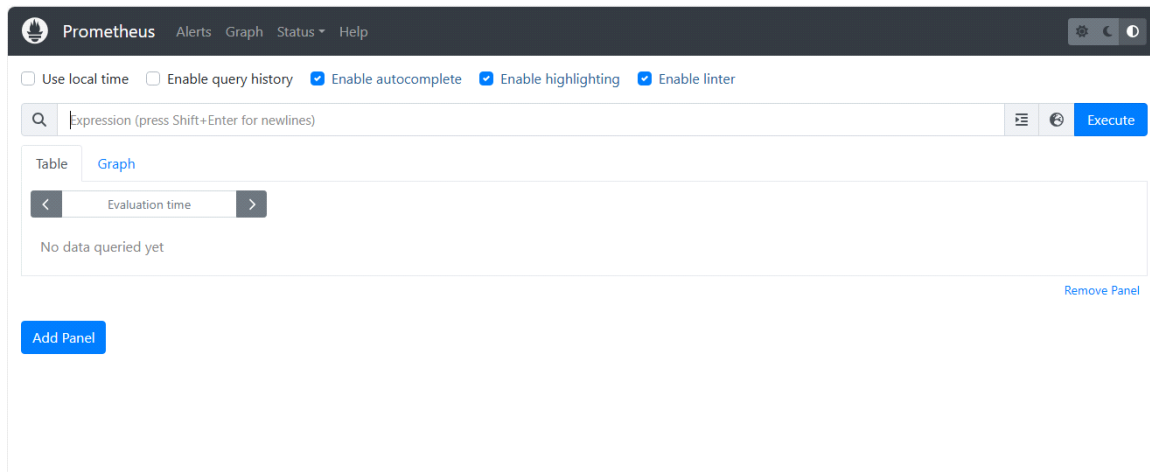 Prometheus Alerts Graph Status Help
Use local time Enable query history Enable autocomplete Enable highlighting Enable linter
Expression (press Shift+Enter for newlines) Execute
Table Graph
Evaluation time
No data queried yet
Remove Panel
Add Panel